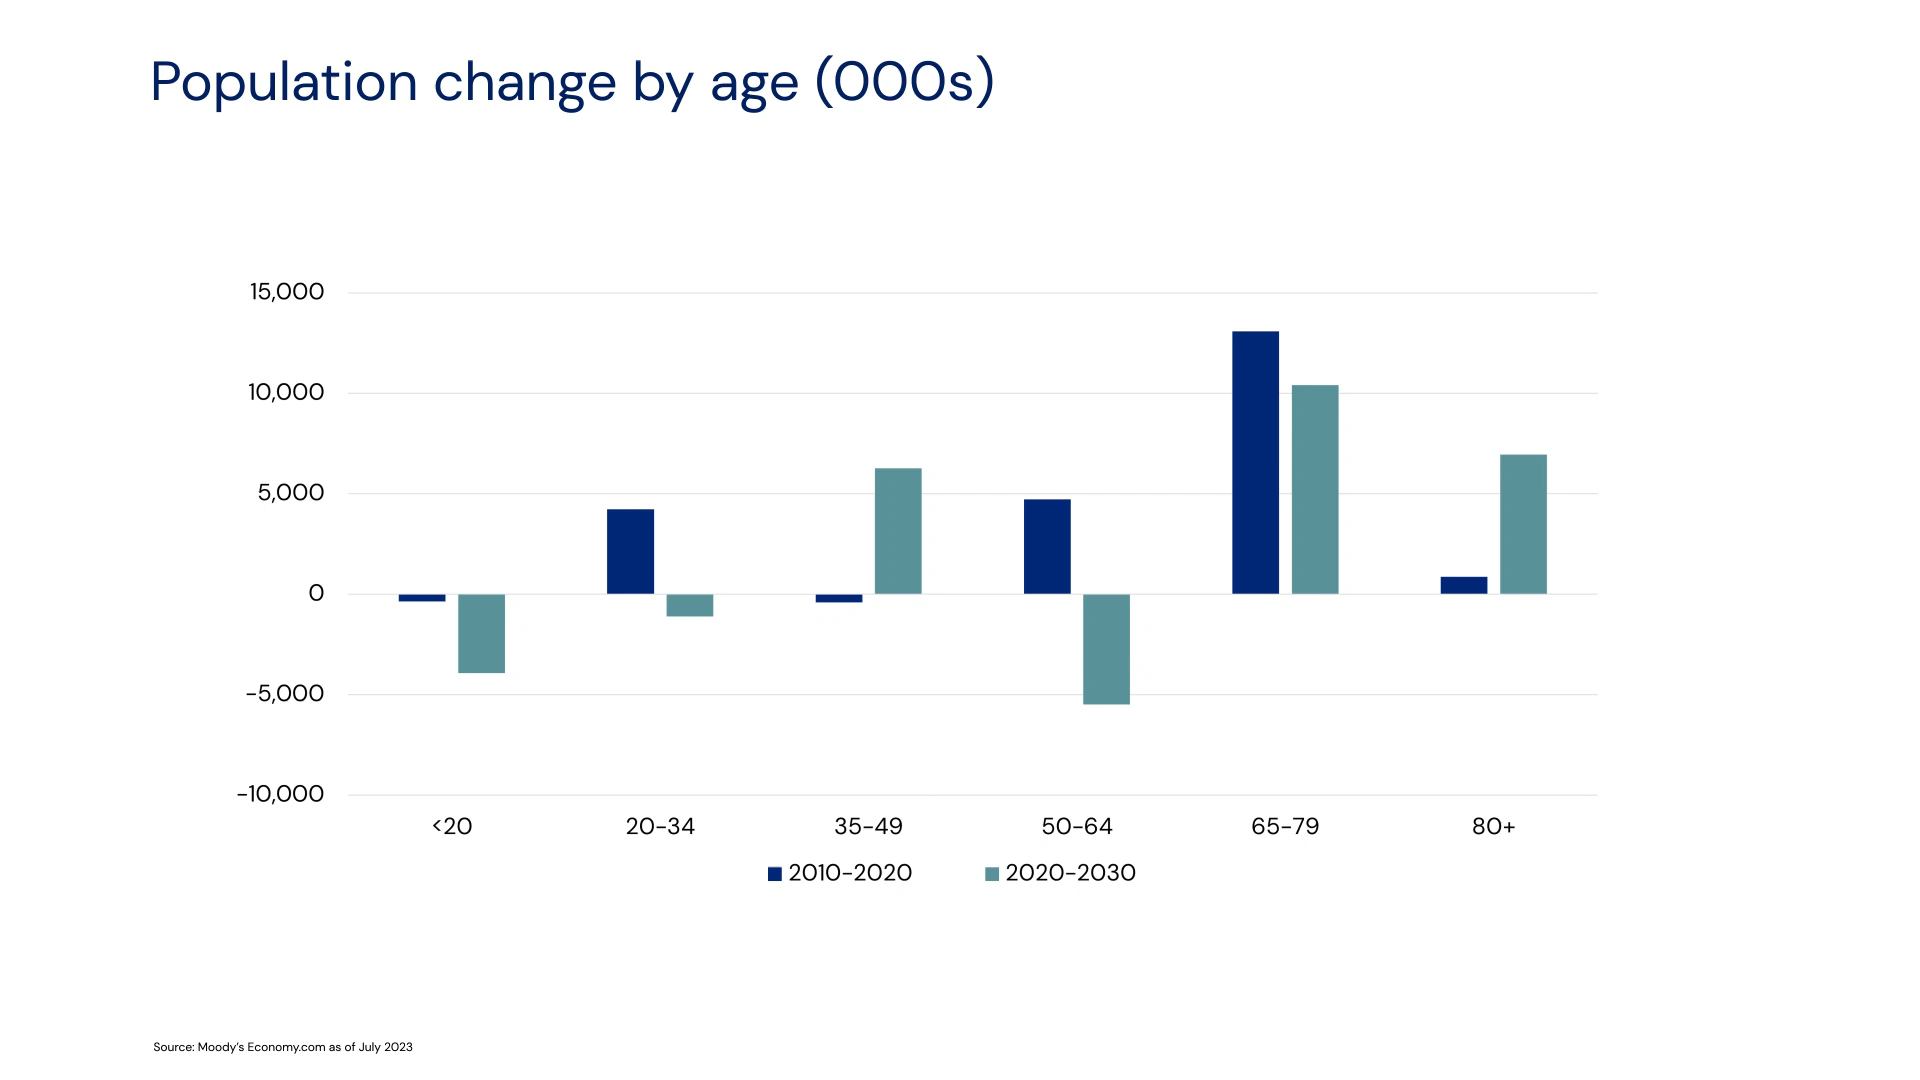 Population change by age (000s)
15,000
10,000
5,000
0
-5,000
-10,000
<20 20-34 35-49 50-64 65-79 80+
2010-2020 2020-2030
Source: Moody’s Economy.com as of July 2023